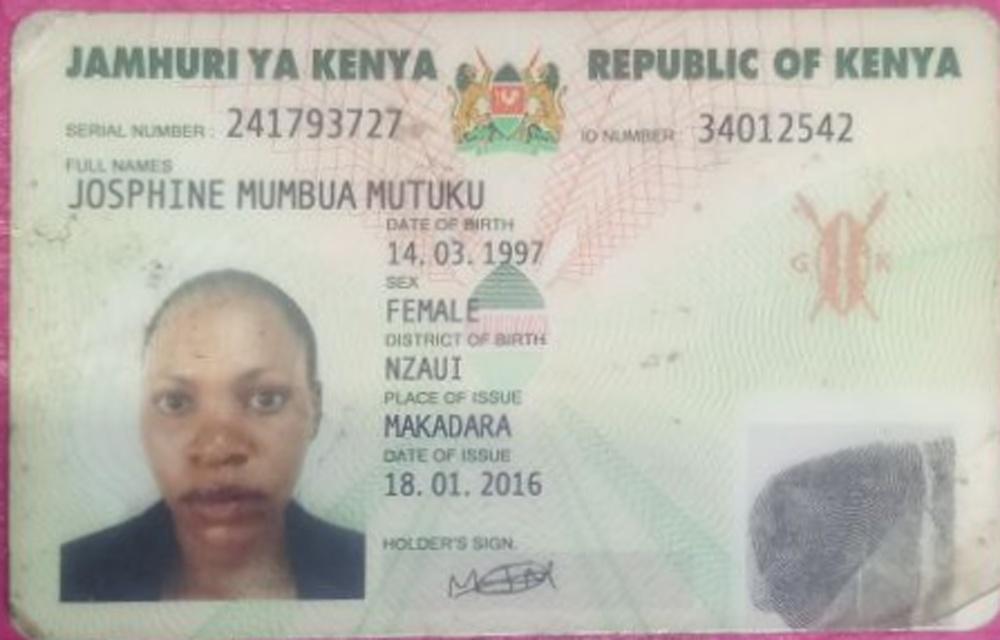 JAMHURI YA KENYA REPUBLIC OF KENYA
SERIAL NUMBER : 241793727 ID NUMBER : 34012542
FULL NAMES
JOSPHINE MUMBUA MUTUKU
DATE OF BIRTH
14. 03. 1997
SEX
FEMALE
DISTRICT OF BIRTH
NZAUI
PLACE OF ISSUE
MAKADARA
DATE OF ISSUE
18. 01. 2016
HOLDER'S SIGN.
G K